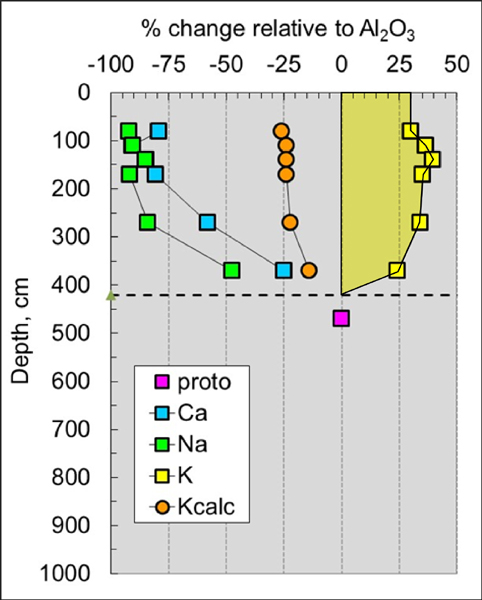 % change relative to Al₂O₃
-100 -75 -50 -25 0 25 50
0
100
200
300
400
500
600
700
800
900
1000
Depth, cm
proto
Ca
Na
K
Kcalc